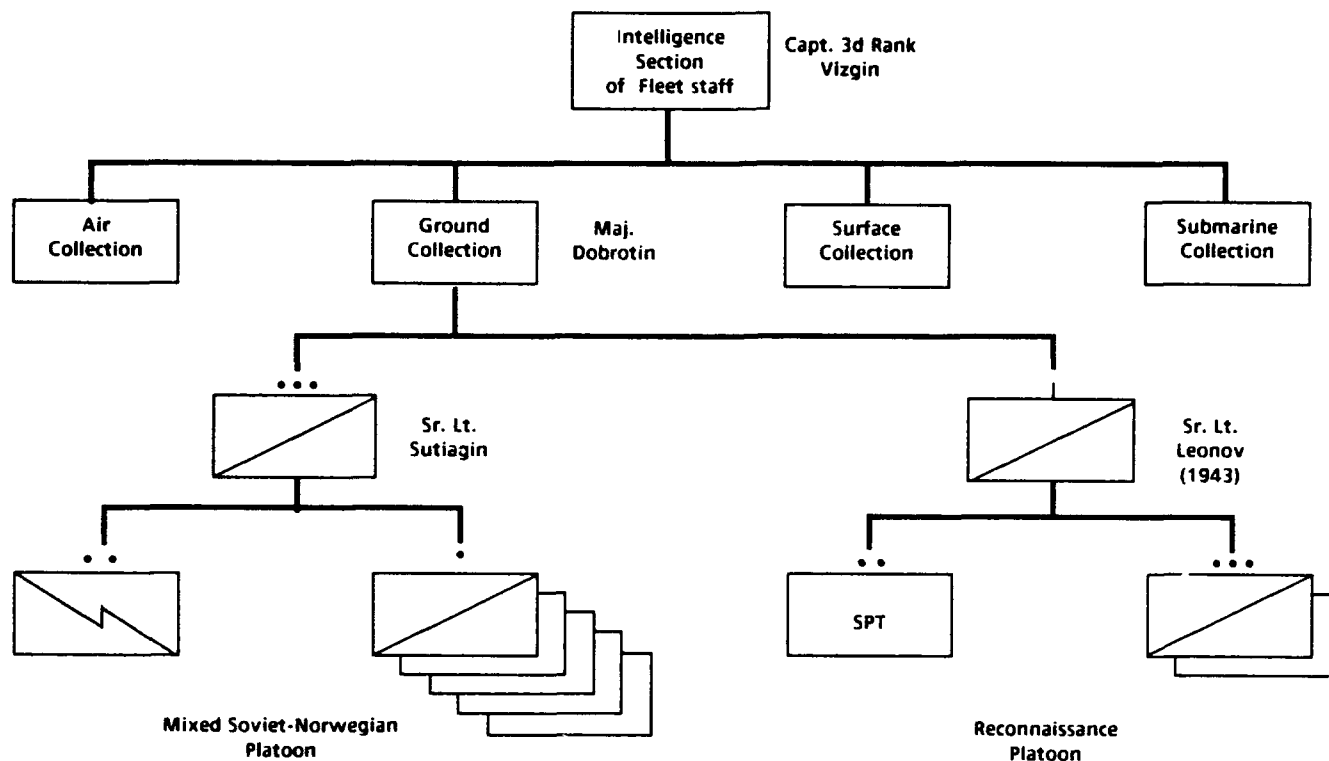 Intelligence
Section
of Fleet staff
Capt. 3d Rank
Vizgin
Air
Collection
Ground
Collection
Maj.
Dobrotin
Surface
Collection
Submarine
Collection
Sr. Lt.
Sutiagin
Sr. Lt.
Leonov
(1943)
SPT
Mixed Soviet-Norwegian
Platoon
Reconnaissance
Platoon